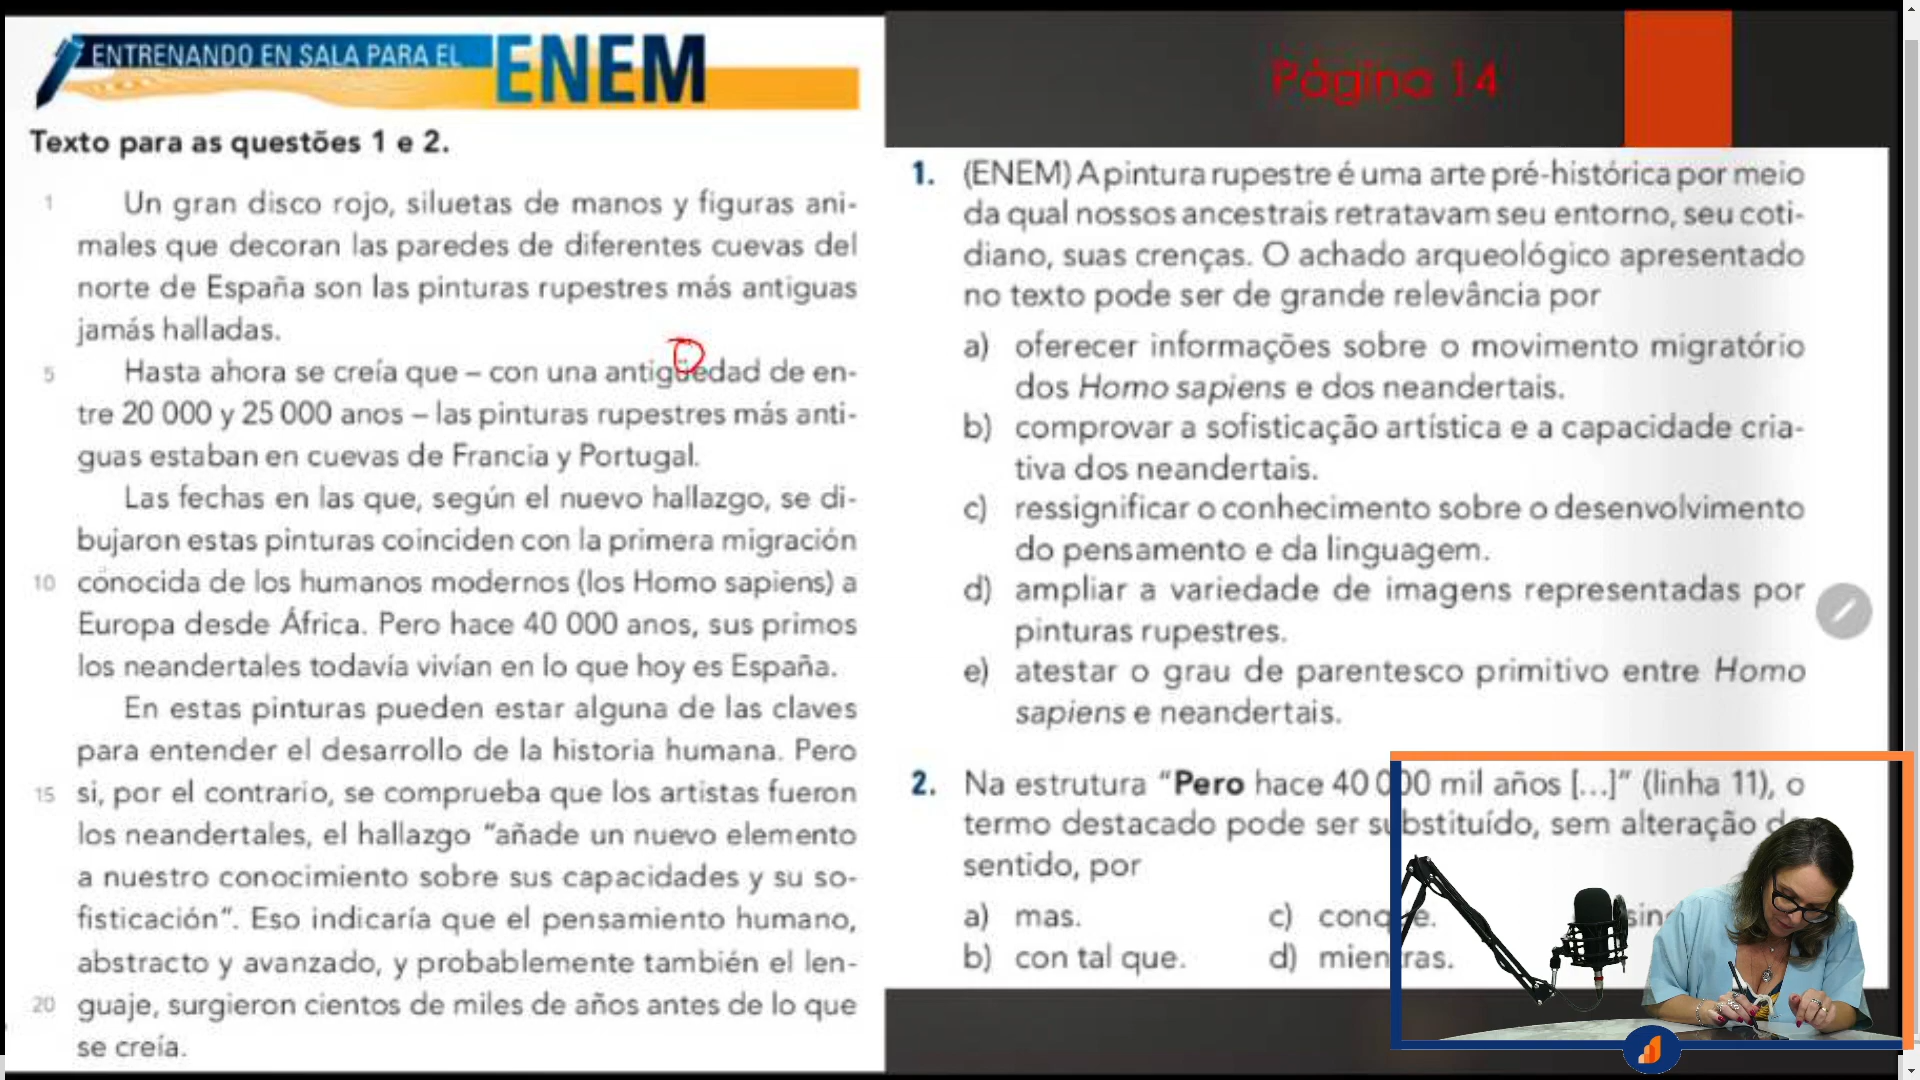 ENTRENANDO EN SALA PARA EL ENEM
Texto para as questões 1 e 2.
1 Un gran disco rojo, siluetas de manos y figuras ani-
males que decoran las paredes de diferentes cuevas del
norte de España son las pinturas rupestres más antiguas
jamás halladas.
5 Hasta ahora se creía que – con una antigüedad de en-
tre 20 000 y 25 000 anos – las pinturas rupestres más anti-
guas estaban en cuevas de Francia y Portugal.
Las fechas en las que, según el nuevo hallazgo, se di-
bujaron estas pinturas coinciden con la primera migración
10 conocida de los humanos modernos (los Homo sapiens) a
Europa desde África. Pero hace 40 000 anos, sus primos
los neandertales todavía vivían en lo que hoy es España.
En estas pinturas pueden estar alguna de las claves
para entender el desarrollo de la historia humana. Pero
15 si, por el contrario, se comprueba que los artistas fueron
los neandertales, el hallazgo “añade un nuevo elemento
a nuestro conocimiento sobre sus capacidades y su so-
fisticación”. Eso indicaría que el pensamiento humano,
abstracto y avanzado, y probablemente también el len-
20 guaje, surgieron cientos de miles de años antes de lo que
se creía.
Página 14
1. (ENEM) A pintura rupestre é uma arte pré-histórica por meio
da qual nossos ancestrais retratavam seu entorno, seu coti-
diano, suas crenças. O achado arqueológico apresentado
no texto pode ser de grande relevância por
a) oferecer informações sobre o movimento migratório
dos Homo sapiens e dos neandertais.
b) comprovar a sofisticação artística e a capacidade cria-
tiva dos neandertais.
c) ressignificar o conhecimento sobre o desenvolvimento
do pensamento e da linguagem.
d) ampliar a variedade de imagens representadas por
pinturas rupestres.
e) atestar o grau de parentesco primitivo entre Homo
sapiens e neandertais.
2. Na estrutura “Pero hace 40 000 mil años [...]” (linha 11), o
termo destacado pode ser substituído, sem alteração
sentido, por
a) mas. c) conque.
b) con tal que. d) mientras.